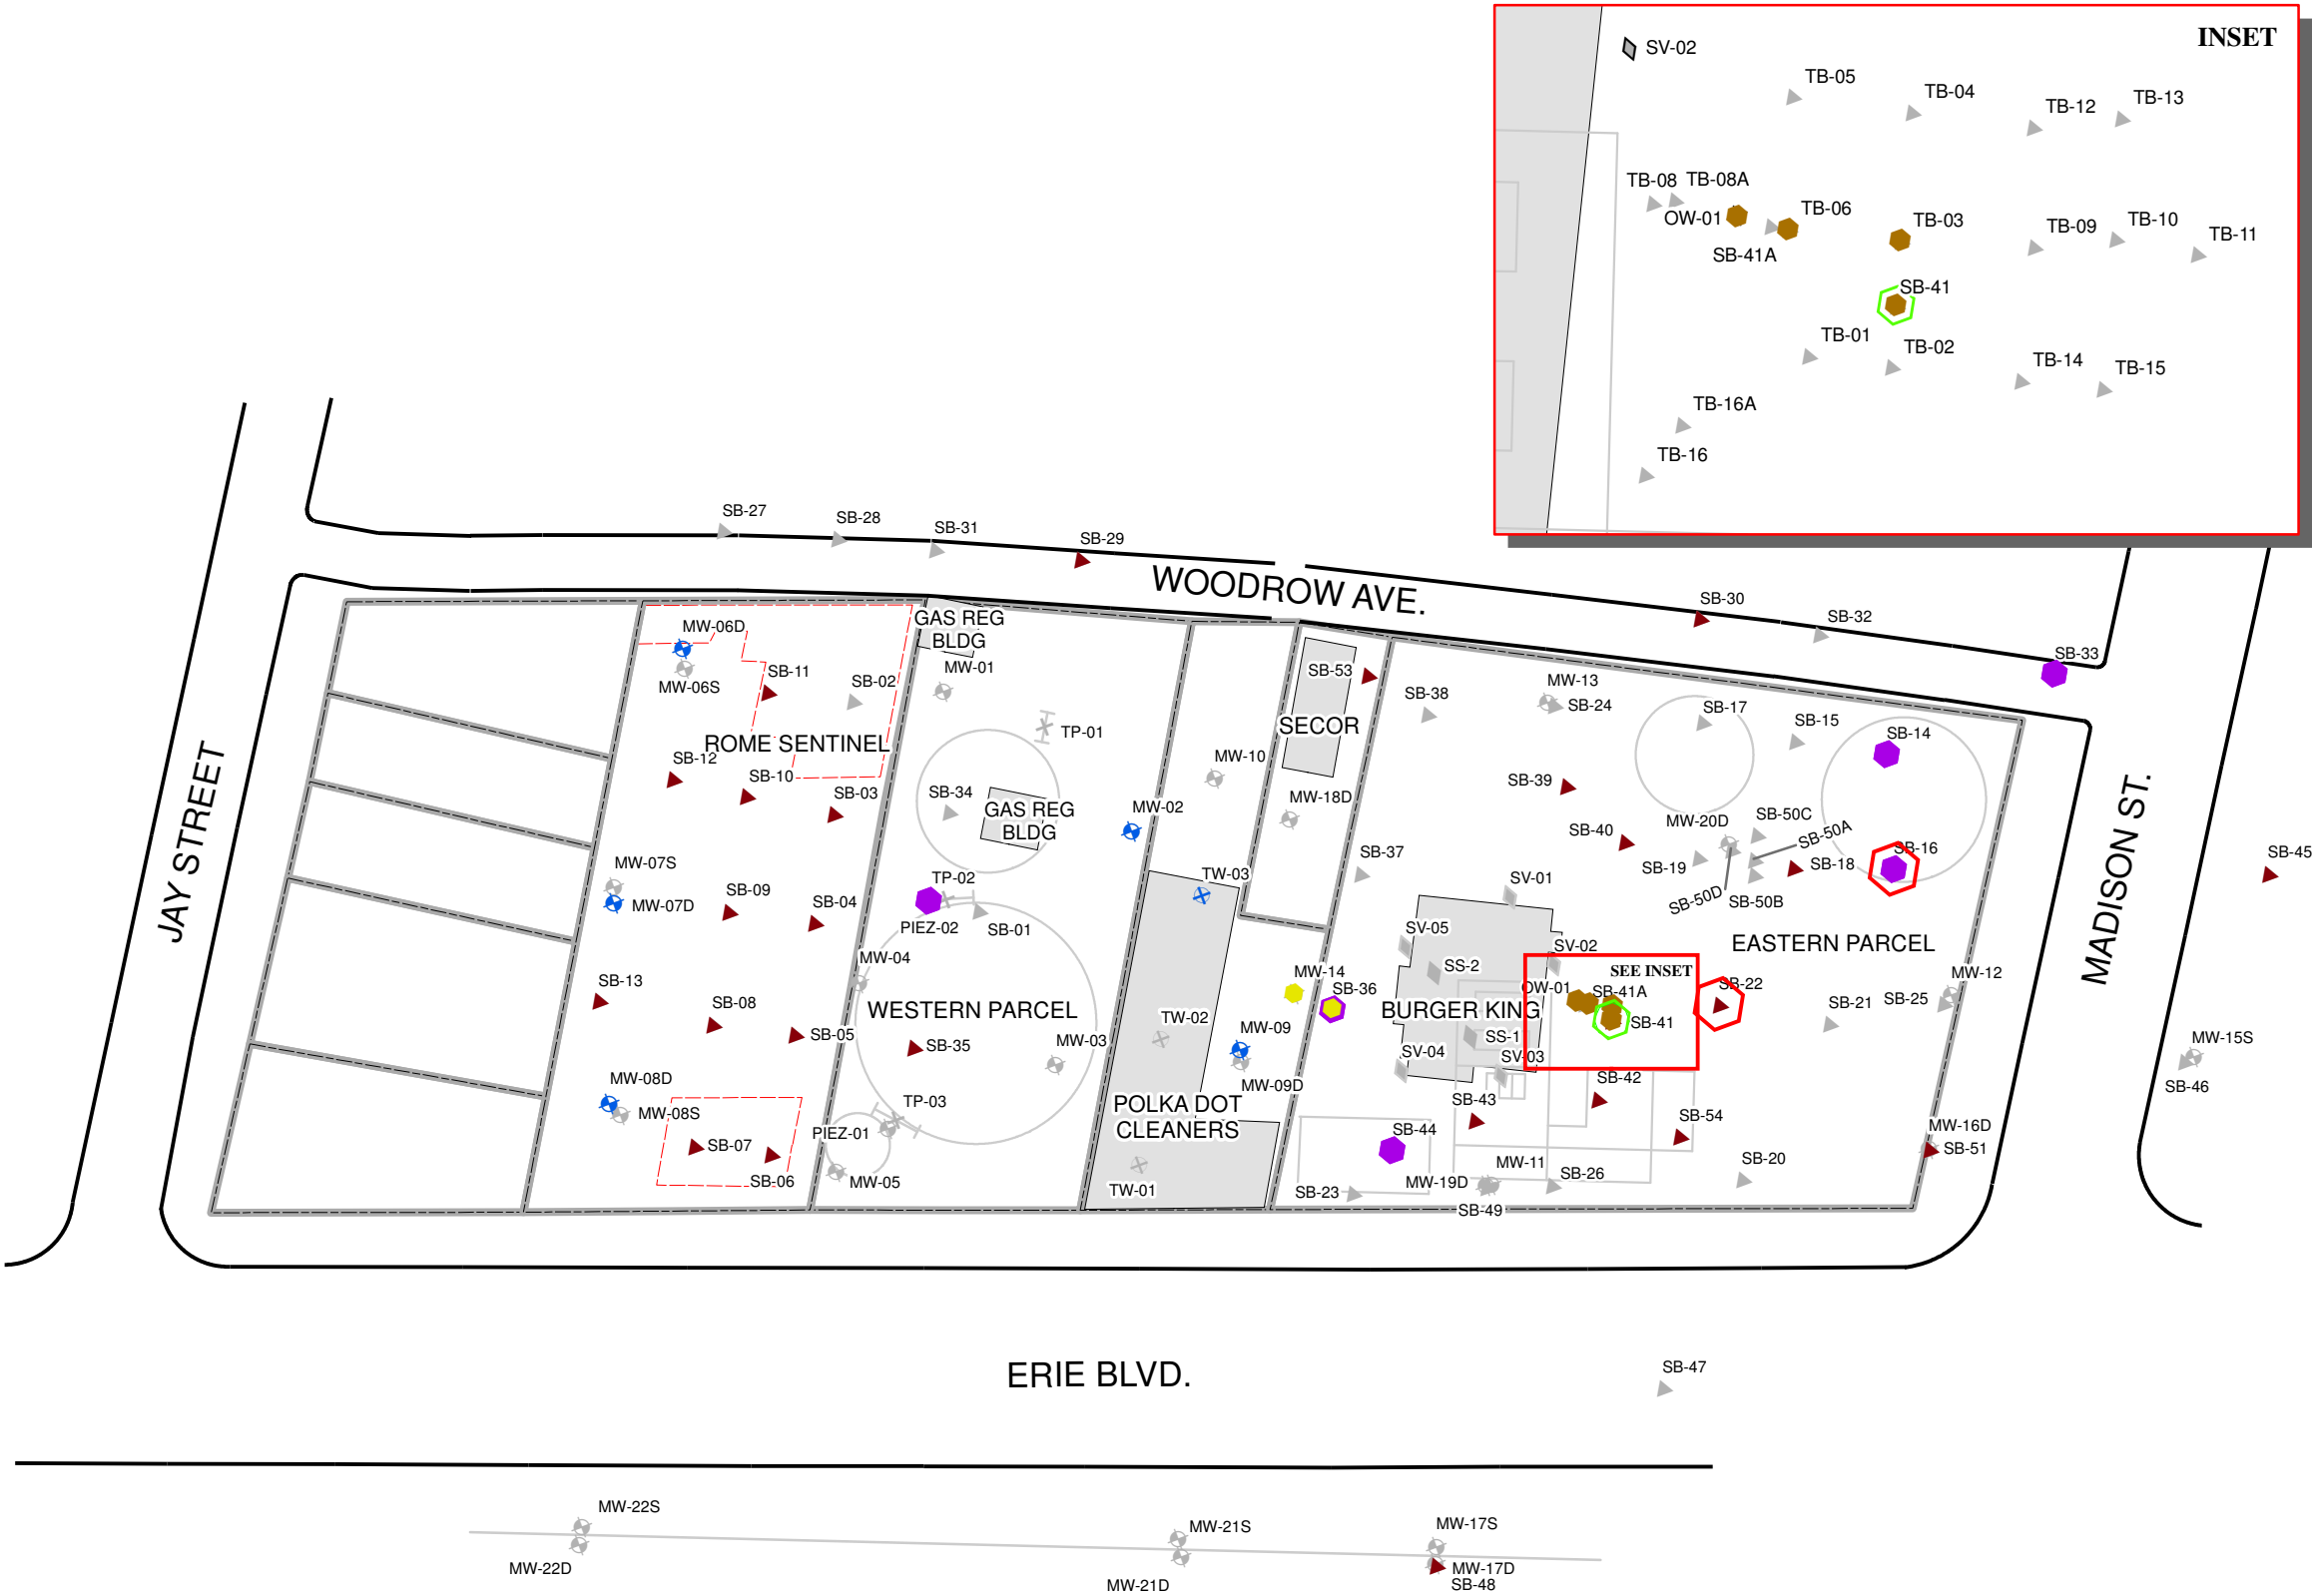 INSET
SV-02
TB-05
TB-04
TB-12
TB-13
TB-08
TB-08A
OW-01
TB-06
TB-03
SB-41A
TB-09
TB-10
TB-11
SB-41
TB-01
TB-02
TB-14
TB-15
TB-16A
TB-16
SB-27
SB-28
SB-31
SB-29
WOODROW AVE.
SB-30
SB-32
SB-33
MW-06D
MW-06S
SB-11
SB-02
GAS REG
BLDG
MW-01
TP-01
SB-53
SECOR
SB-38
MW-13
SB-24
SB-17
SB-15
SB-14
ROME SENTINEL
SB-12
SB-10
SB-03
SB-34
GAS REG
BLDG
MW-02
MW-10
MW-18D
SB-39
SB-40
MW-20D
SB-50C
SB-50A
SB-19
SB-18
SB-16
SB-50D
SB-50B
JAY STREET
MADISON ST.
SB-45
MW-07S
MW-07D
SB-09
SB-04
TP-02
PIEZ-02
SB-01
TW-03
SB-37
SV-01
SV-05
SV-02
EASTERN PARCEL
MW-04
SB-13
SB-08
SB-05
WESTERN PARCEL
SB-35
MW-03
TW-02
MW-14
SB-36
SS-2
BURGER KING
OW-01
SEE INSET
SB-41A
SB-41
SB-22
SB-21
SB-25
MW-12
MW-09
MW-09D
SS-1
SV-04
SV-03
SB-42
SB-43
SB-54
MW-15S
SB-46
MW-08D
MW-08S
SB-07
SB-06
TP-03
PIEZ-01
MW-05
POLKA DOT
CLEANERS
TW-01
SB-44
MW-11
MW-19D
SB-23
SB-49
SB-26
SB-20
MW-16D
SB-51
ERIE BLVD.
SB-47
MW-22S
MW-22D
MW-21S
MW-21D
MW-17S
MW-17D
SB-48